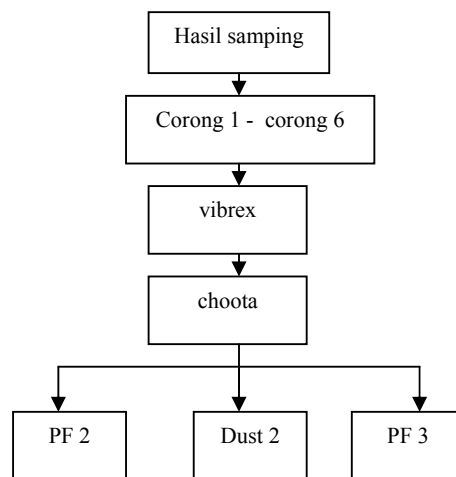 Hasil samping
Corong 1 - corong 6
vibrex
choota
PF 2
Dust 2
PF 3